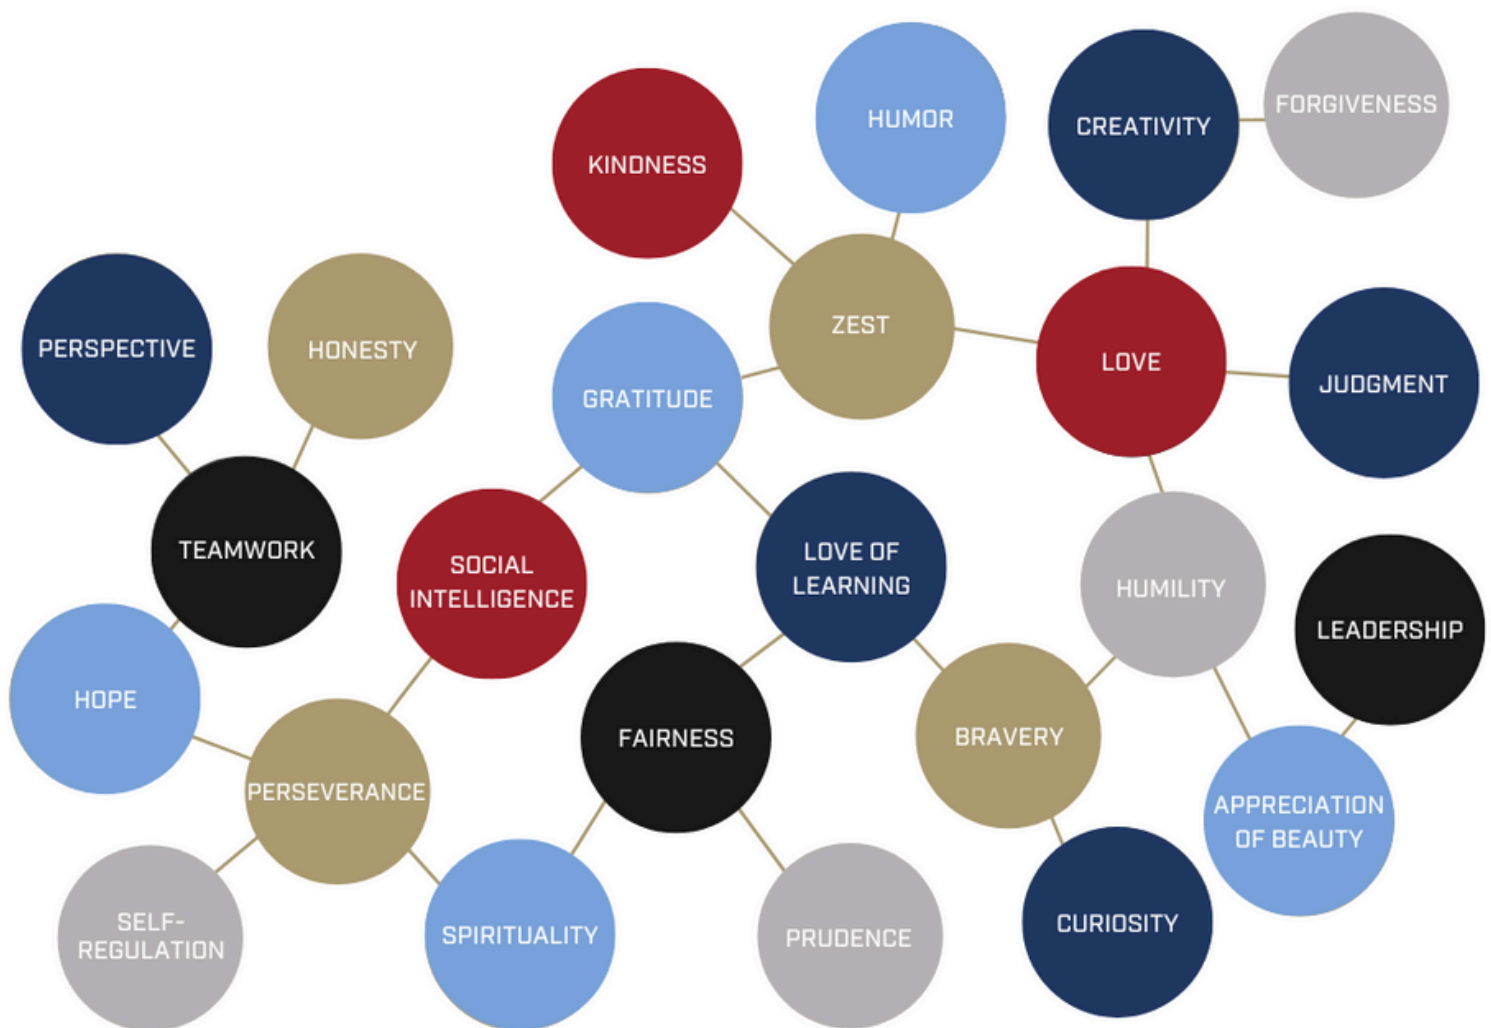 HUMOR
FORGIVENESS
CREATIVITY
KINDNESS
ZEST
PERSPECTIVE
HONESTY
LOVE
JUDGMENT
GRATITUDE
TEAMWORK
SOCIAL
INTELLIGENCE
LOVE OF
LEARNING
HUMILITY
LEADERSHIP
HOPE
FAIRNESS
BRAVERY
PERSEVERANCE
APPRECIATION
OF BEAUTY
SELF-
REGULATION
SPIRITUALITY
PRUDENCE
CURIOSITY